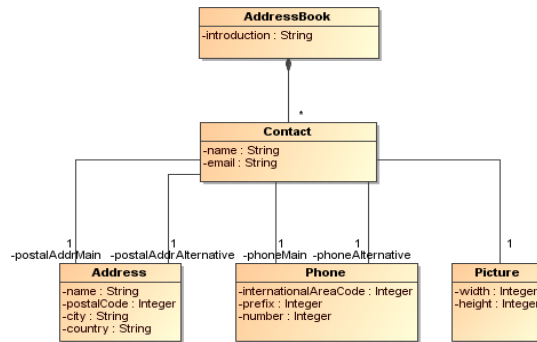 AddressBook
-introduction : String
*
Contact
-name : String
-email : String
1 1 1 1 1
-postalAddrMain -postalAddrAlternative -phoneMain -phoneAlternative
Address
-name : String
-postalCode : Integer
-city : String
-country : String
Phone
-internationalAreaCode : Integer
-prefix : Integer
-number : Integer
Picture
-width : Integer
-height : Integer